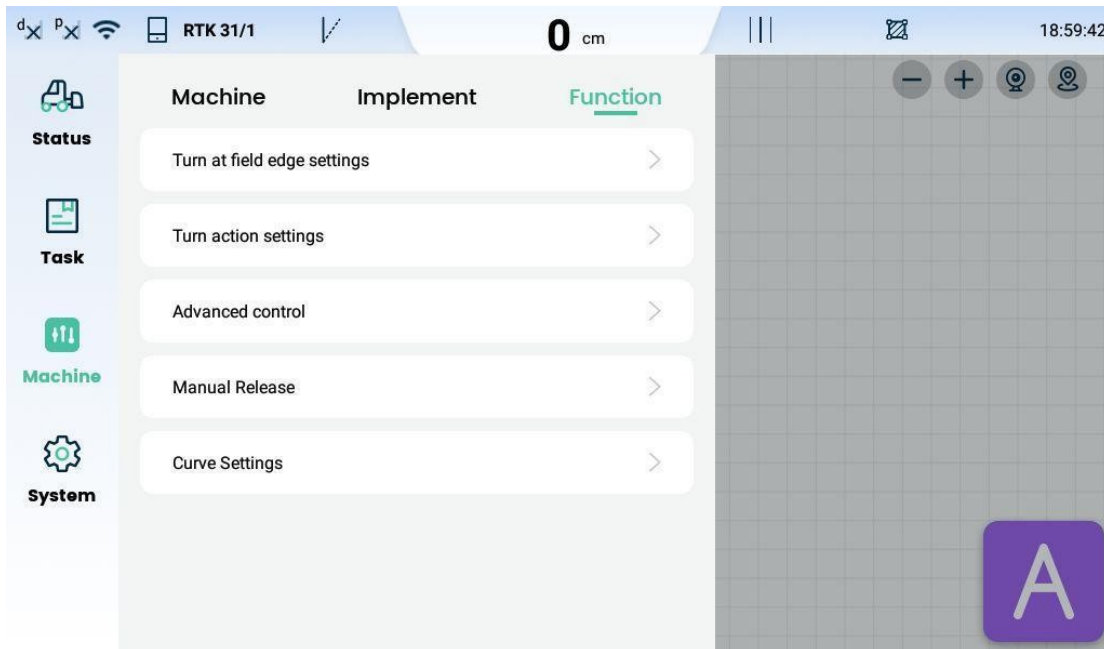 d p RTK 31/1 0 cm 18:59:42
Machine Implement Function
Status
Turn at field edge settings
Turn action settings
Task
Advanced control
Machine
Manual Release
Curve Settings
System
A